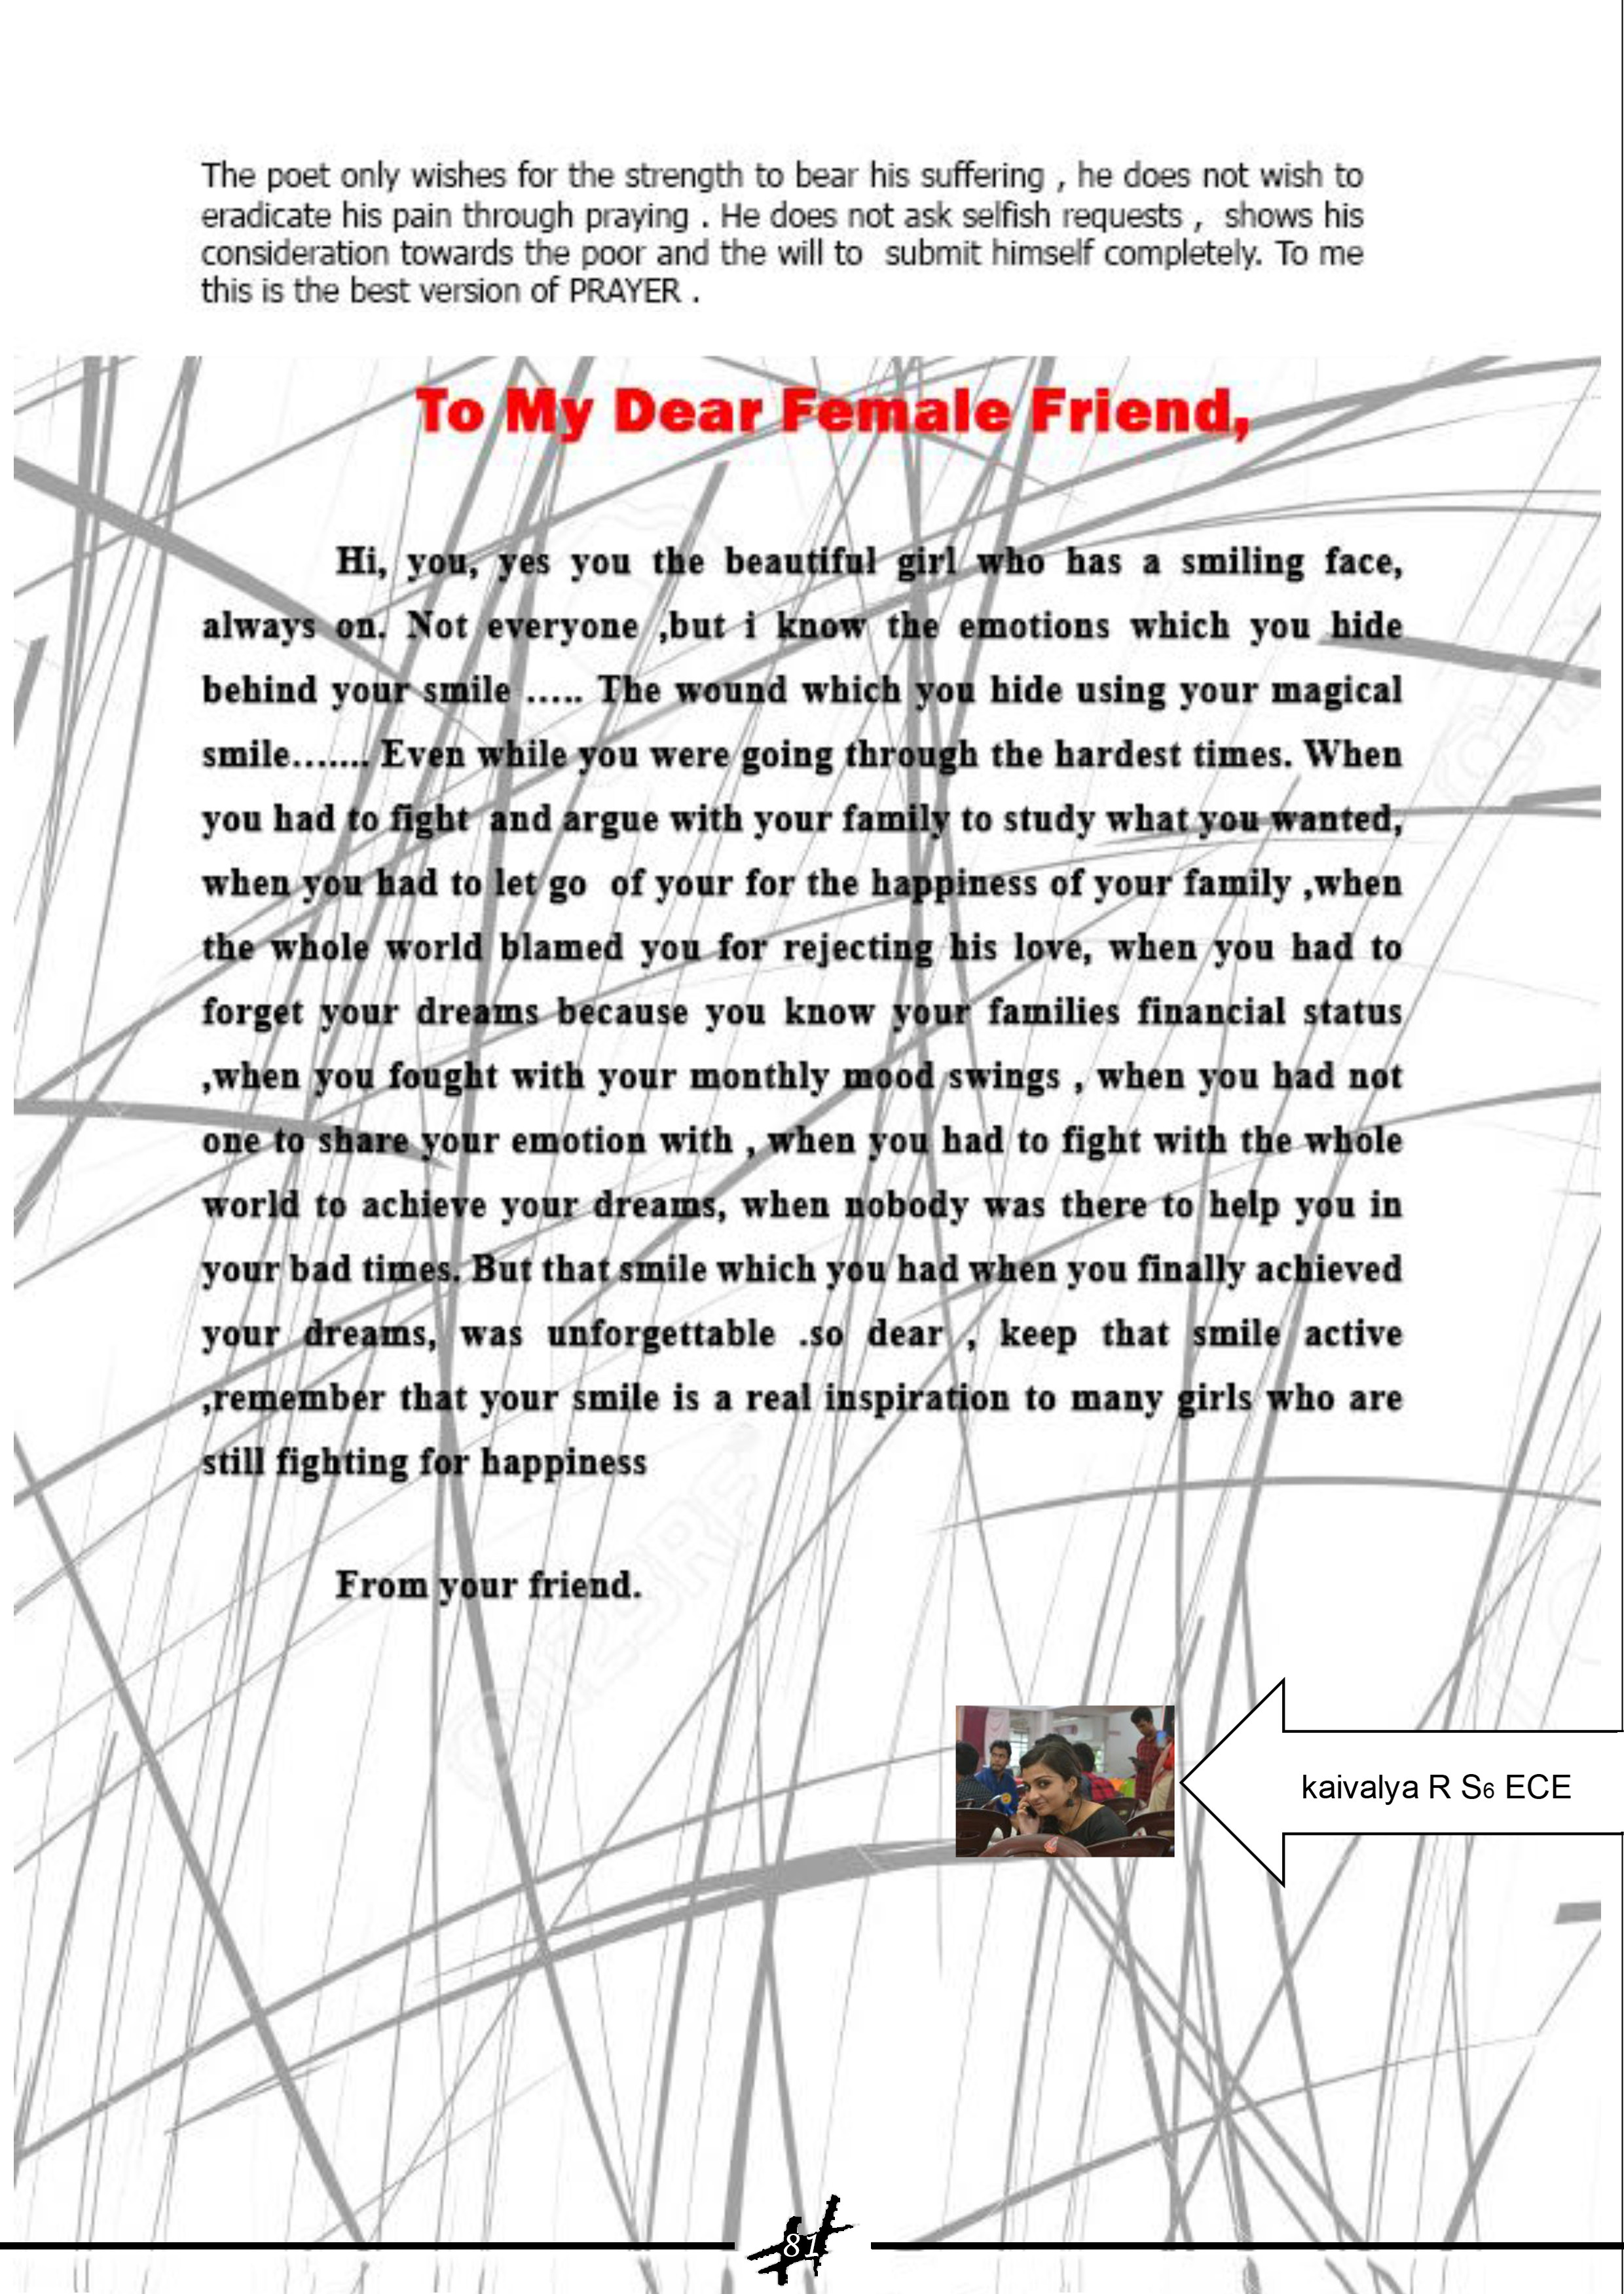 The poet only wishes for the strength to bear his suffering , he does not wish to
eradicate his pain through praying . He does not ask selfish requests , shows his
consideration towards the poor and the will to submit himself completely. To me
this is the best version of PRAYER .
To My Dear Female Friend,
Hi, you, yes you the beautiful girl who has a smiling face,
always on. Not everyone ,but i know the emotions which you hide
behind your smile ..... The wound which you hide using your magical
smile....... Even while you were going through the hardest times. When
you had to fight and argue with your family to study what you wanted,
when you had to let go of your for the happiness of your family ,when
the whole world blamed you for rejecting his love, when you had to
forget your dreams because you know your families financial status
,when you fought with your monthly mood swings , when you had not
one to share your emotion with , when you had to fight with the whole
world to achieve your dreams, when nobody was there to help you in
your bad times. But that smile which you had when you finally achieved
your dreams, was unforgettable .so dear , keep that smile active
,remember that your smile is a real inspiration to many girls who are
still fighting for happiness
From your friend.
kaivalya R S6 ECE
81